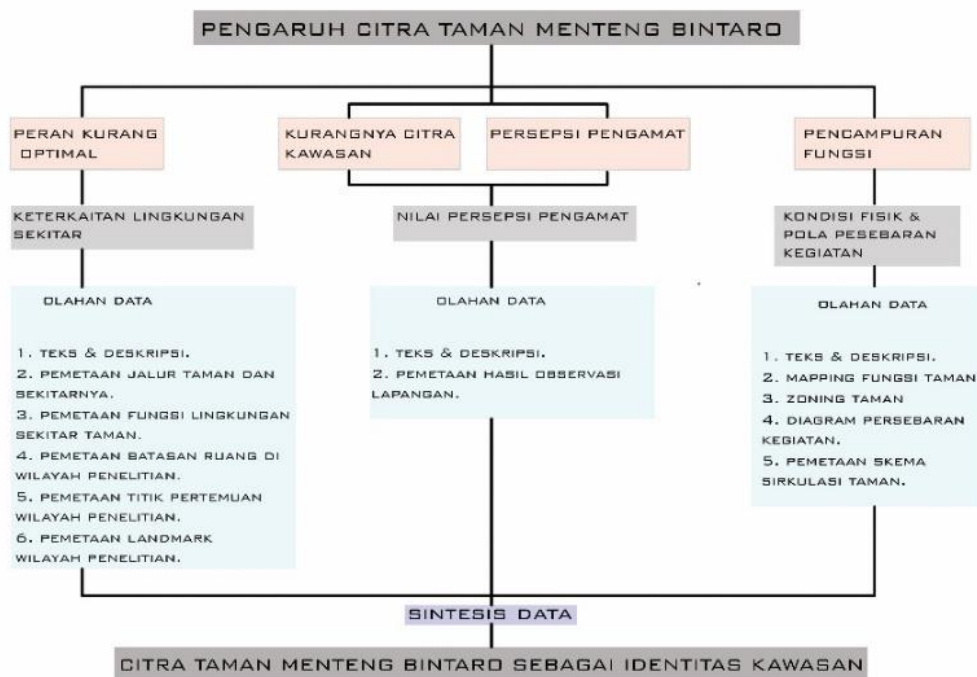 PENGARUH CITRA TAMAN MENTENG BINTARO
PERAN KURANG
OPTIMAL
KURANGNYA CITRA
KAWASAN
PERSEPSI PENGAMAT
PENCAMPURAN
FUNGSI
KETERKAITAN LINGKUNGAN
SEKITAR
NILAI PERSEPSI PENGAMAT
KONDISI FISIK &
POLA PESEBARAN
KEGIATAN
OLAHAN DATA
1. TEKS & DESKRIPSI.
2. PEMETAAN JALUR TAMAN DAN
SEKITARNYA.
3. PEMETAAN FUNGSI LINGKUNGAN
SEKITAR TAMAN.
4. PEMETAAN BATASAN RUANG DI
WILAYAH PENELITIAN.
5. PEMETAAN TITIK PERTEMUAN
WILAYAH PENELITIAN.
6. PEMETAAN LANDMARK
WILAYAH PENELITIAN.
OLAHAN DATA
1. TEKS & DESKRIPSI.
2. PEMETAAN HASIL OBSERVASI
LAPANGAN.
OLAHAN DATA
1. TEKS & DESKRIPSI.
2. MAPPING FUNGSI TAMAN
3. ZONING TAMAN
4. DIAGRAM PERSEBARAN
KEGIATAN.
5. PEMETAAN SKEMA
SIRKULASI TAMAN.
SINTESIS DATA
CITRA TAMAN MENTENG BINTARO SEBAGAI IDENTITAS KAWASAN